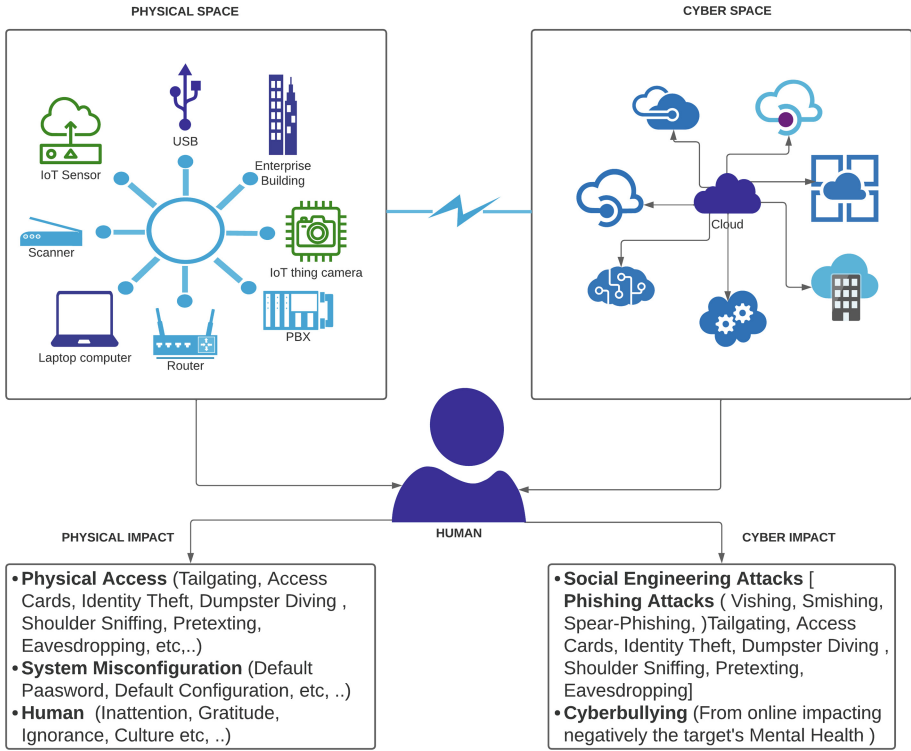 PHYSICAL SPACE
CYBER SPACE
USB
IoT Sensor
Enterprise
Building
Scanner
IoT thing camera
Laptop computer
Router
PBX
Cloud
HUMAN
PHYSICAL IMPACT
CYBER IMPACT
• Physical Access (Tailgating, Access
Cards, Identity Theft, Dumpster Diving ,
Shoulder Sniffing, Pretexting,
Eavesdropping, etc,..)
• System Misconfiguration (Default
Paasword, Default Configuration, etc, ..)
• Human (Inattention, Gratitude,
Ignorance, Culture etc, ..)
• Social Engineering Attacks [
Phishing Attacks ( Vishing, Smishing,
Spear-Phishing, )Tailgating, Access
Cards, Identity Theft, Dumpster Diving ,
Shoulder Sniffing, Pretexting,
Eavesdropping]
• Cyberbullying (From online impacting
negatively the target's Mental Health )